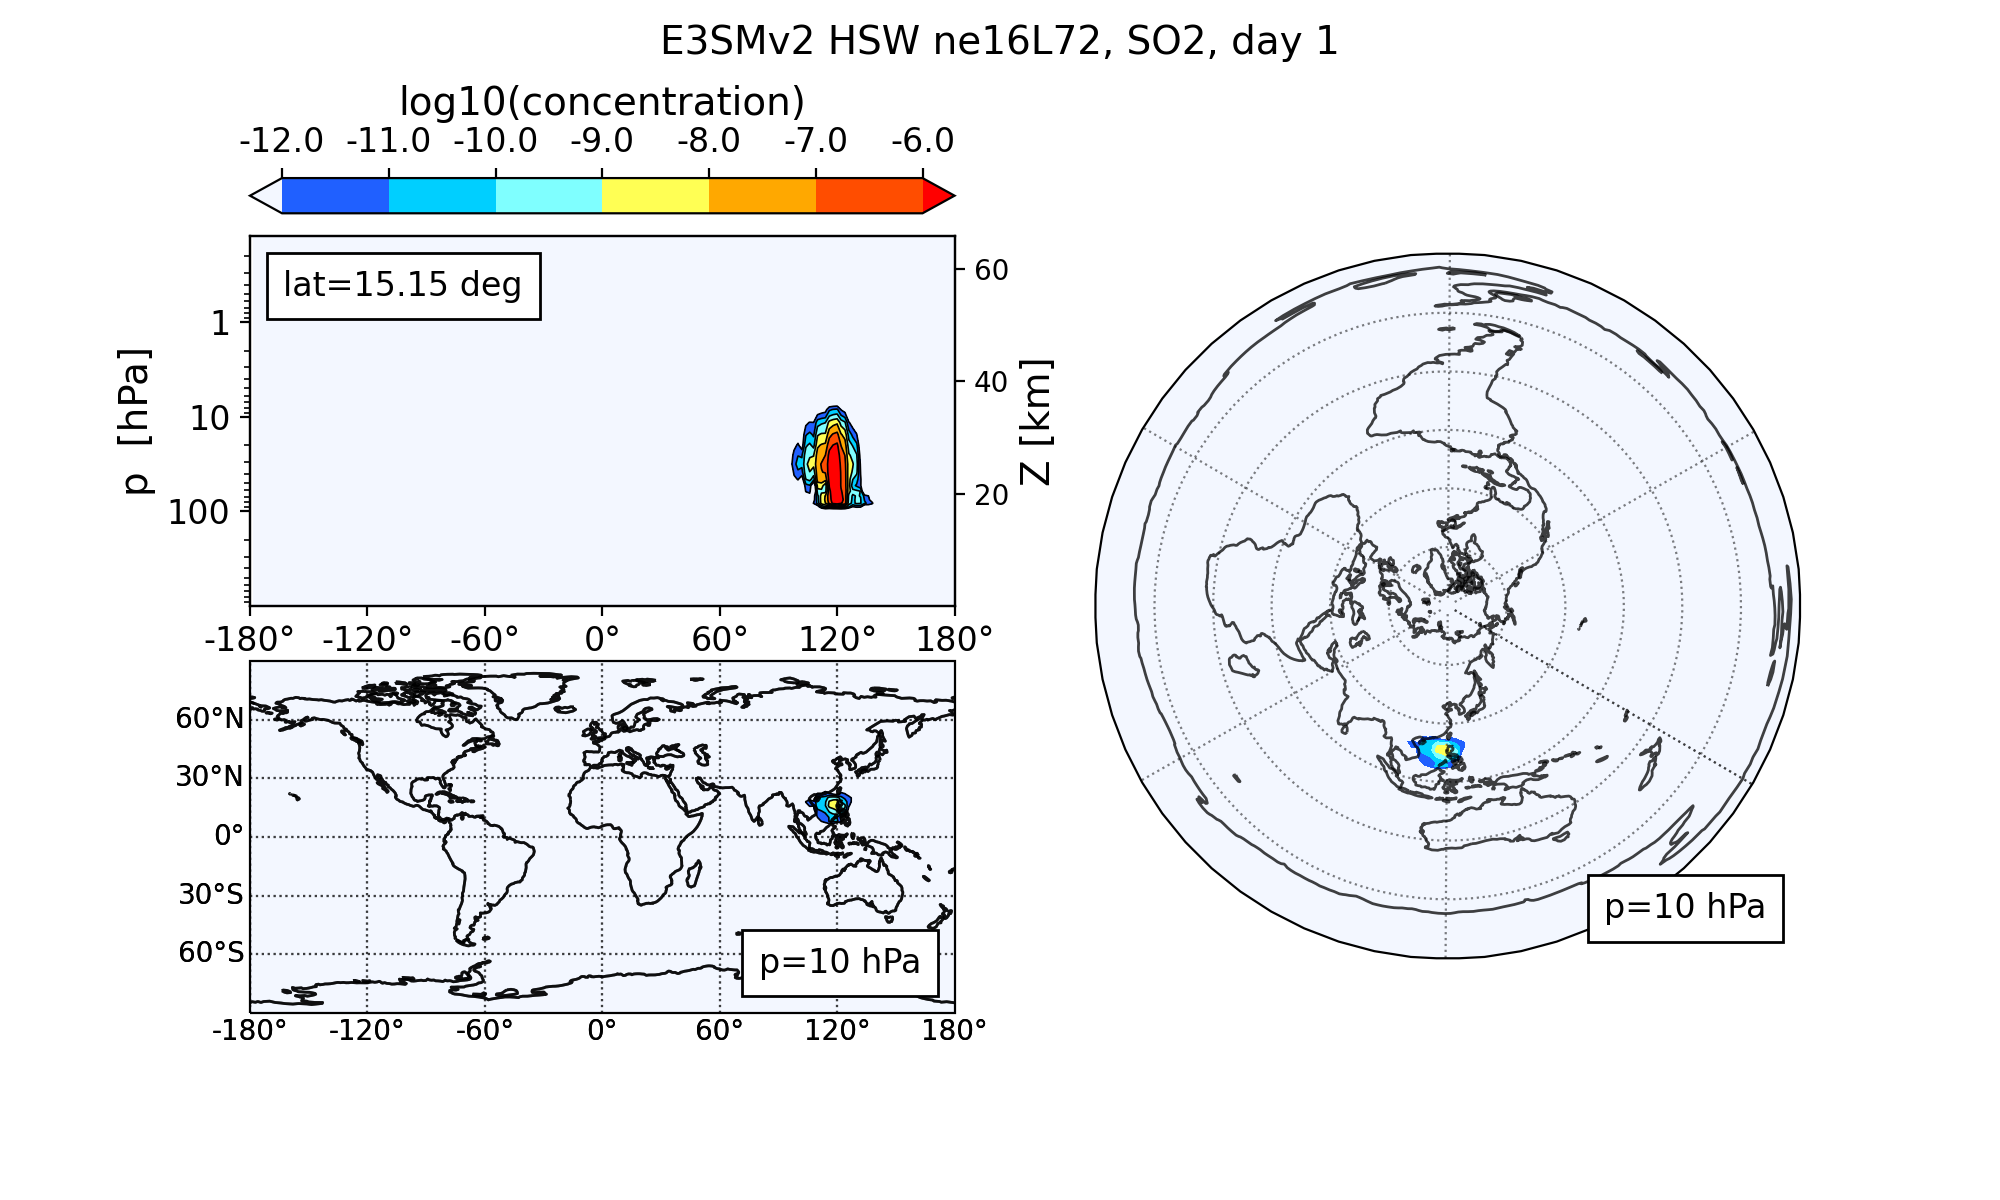 E3SMv2 HSW ne16L72, SO2, day 1
log10(concentration)
-12.0 -11.0 -10.0 -9.0 -8.0 -7.0 -6.0
lat=15.15 deg
p [hPa]
1
10
100
Z [km]
60
40
20
-180° -120° -60° 0° 60° 120° 180°
60°N
30°N
0°
30°S
60°S
p=10 hPa
-180° -120° -60° 0° 60° 120° 180°
p=10 hPa